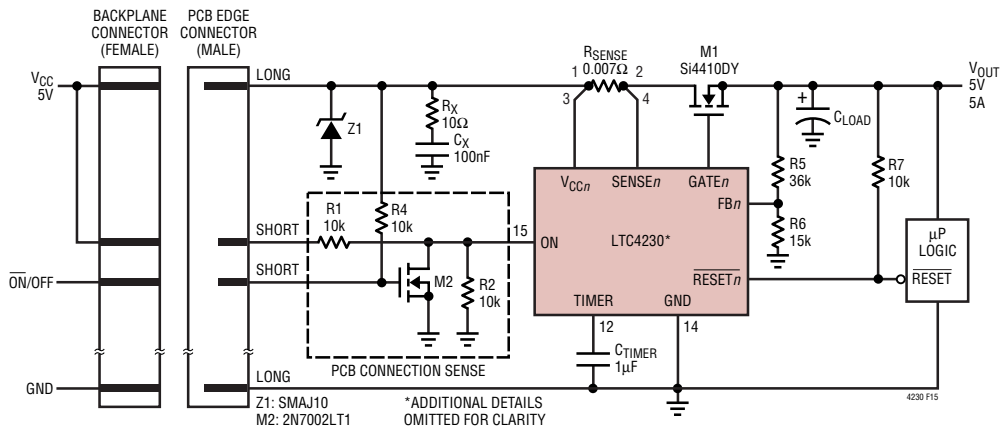 BACKPLANE
CONNECTOR
(FEMALE)
PCB EDGE
CONNECTOR
(MALE)
VCC
5V
LONG
Z1
RX
10Ω
CX
100nF
RSENSE
0.007Ω
1
2
3
4
M1
Si4410DY
VOUT
5V
5A
+
CLOAD
R5
36k
R7
10k
R6
15k
VCCn
SENSEn
GATEn
FBn
LTC4230*
ON
15
RESETn
TIMER
GND
12
14
CTIMER
1μF
μP
LOGIC
RESET
SHORT
R1
10k
R4
10k
SHORT
M2
R2
10k
PCB CONNECTION SENSE
ON/OFF
GND
LONG
Z1: SMAJ10
M2: 2N7002LT1
*ADDITIONAL DETAILS
OMITTED FOR CLARITY
4230 F15